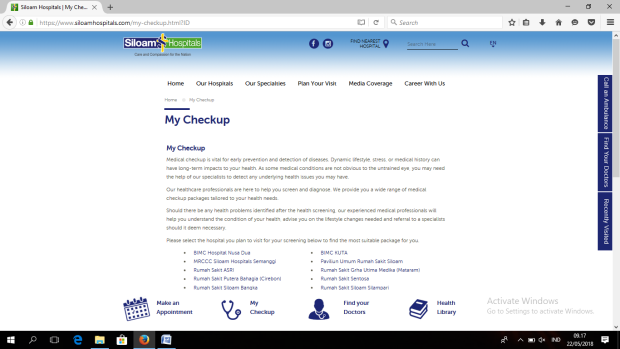 Siloam Hospitals | My Che...
https://www.siloamhospitals.com/my-checkup.html?ID
Search
Siloam Hospitals
Care and Compassion for the Nation
FIND NEAREST
HOSPITAL
Search Here
EN
Home Our Hospitals Our Specialties Plan Your Visit Media Coverage Career With Us
Home My Checkup
My Checkup
My Checkup
Medical checkup is vital for early prevention and detection of diseases. Dynamic lifestyle, stress, or medical history can
have long-term impacts to your health. As some medical conditions are not obvious to the untrained eye, you may need
the help of our specialists to detect any underlying health issues you may have.
Our healthcare professionals are here to help you screen and diagnose. We provide you a wide range of medical
checkup packages tailored to your health needs.
Should there be any health problems identified after the health screening, our experienced medical professionals will
help you understand the condition of your health, advise you on the lifestyle changes needed and referral to a specialists
should it deem necessary.
Please select the hospital you plan to visit for your screening below to find the most suitable package for you.
BIMC Hospital Nusa Dua
BIMC KUTA
MRCCC Siloam Hospitals Semanggi
Paviliun Umum Rumah Sakit Siloam
Rumah Sakit ASRI
Rumah Sakit Grha Ultima Medika (Mataram)
Rumah Sakit Putera Bahagia (Cirebon)
Rumah Sakit Sentosa
Rumah Sakit Siloam Bangka
Rumah Sakit Siloam Silampari
Make an
Appointment
My
Checkup
Find your
Doctors
Health
Library
Call an Ambulance
Find Your Doctors
Recently Visited
Activate Windows
Go to Settings to activate Windows.
IND
09.17
22/05/2018